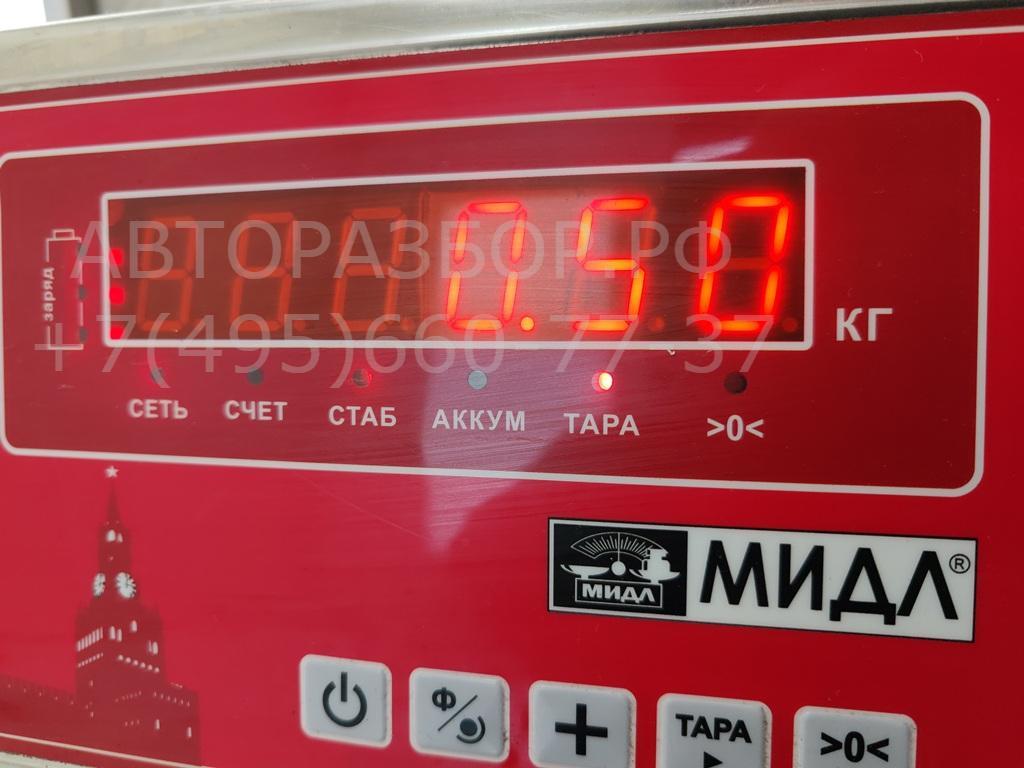 АВТОРАЗБОР.РФ
+7(495)660-77-37
заряд
0.50
КГ
СЕТЬ СЧЕТ СТАБ АККУМ ТАРА >0<
МИДЛ
МИДЛ®
Ф
+
ТАРА
>0<